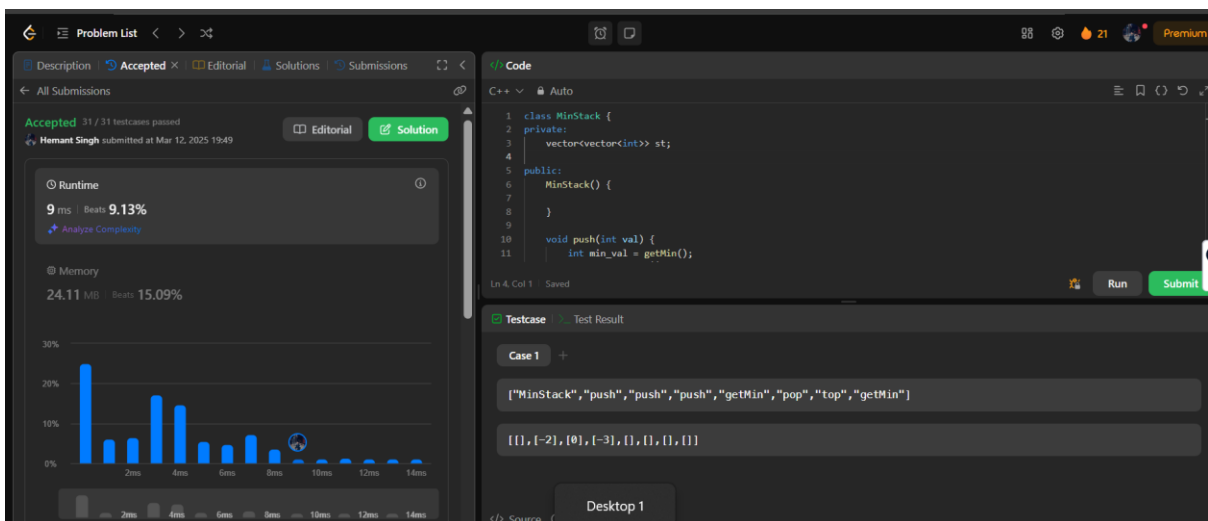 Problem List
21
Premium
Description
Accepted
Editorial
Solutions
Submissions
All Submissions
Accepted 31 / 31 testcases passed
Hemant Singh submitted at Mar 12, 2025 19:49
Editorial
Solution
Runtime
9 ms Beats 9.13%
Analyze Complexity
Memory
24.11 MB Beats 15.09%
30%
20%
10%
0%
2ms 4ms 6ms 8ms 10ms 12ms 14ms
2ms 4ms 6ms 8ms 10ms 12ms 14ms
</> Code
C++ Auto
1 class MinStack {
2 private:
3 vector<vector<int>> st;
4
5 public:
6 MinStack() {
7
8 }
9
10 void push(int val) {
11 int min_val = getMin();
Ln 4, Col 1 Saved
Run
Submit
Testcase
Test Result
Case 1 +
["MinStack","push","push","push","getMin","pop","top","getMin"]
[[],[-2],[0],[-3],[],[],[],[]]
</> Source
Desktop 1